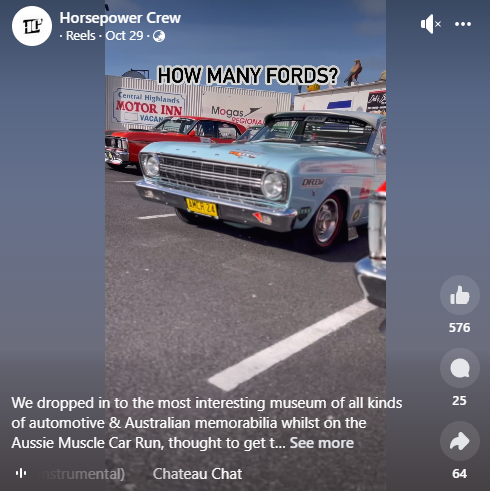 Horsepower Crew
· Reels · Oct 29 ·
HOW MANY FORDS?
Central Highlands
MOTOR INN
VACAN
Mogas
REGIONAL
576
25
We dropped in to the most interesting museum of all kinds
of automotive & Australian memorabilia whilst on the
Aussie Muscle Car Run, thought to get t... See more
64
nstrumental) Chateau Chat